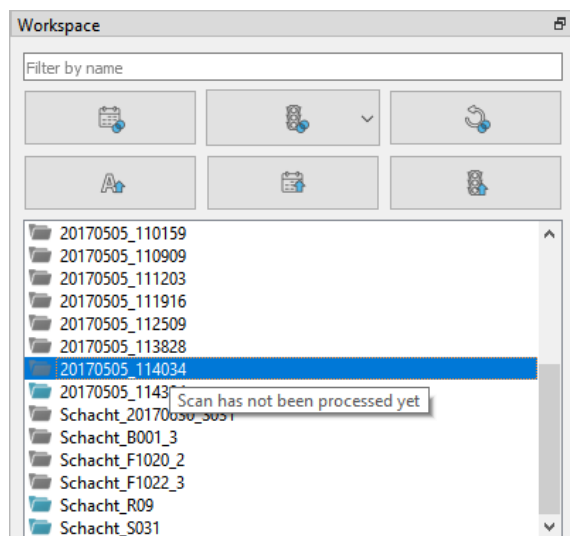 Workspace
Filter by name
A
20170505_110159
20170505_110909
20170505_111203
20170505_111916
20170505_112509
20170505_113828
20170505_114034
Scan has not been processed yet
Schacht_B001_3
Schacht_F1020_2
Schacht_F1022_3
Schacht_R09
Schacht_S031